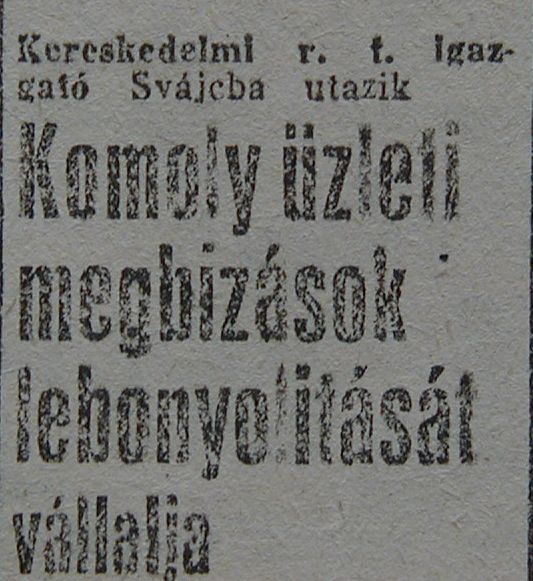 Kereskedelmi r. t. igaz-
gató Svájcba utazik
Komoly üzleti
megbizások
lebonyolitását
vállalja